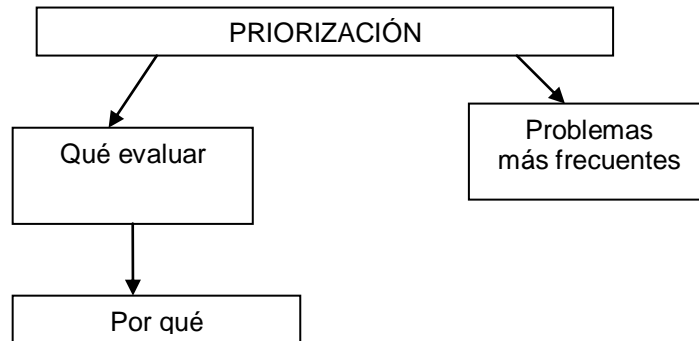 PRIORIZACIÓN
Qué evaluar
Problemas
más frecuentes
Por qué